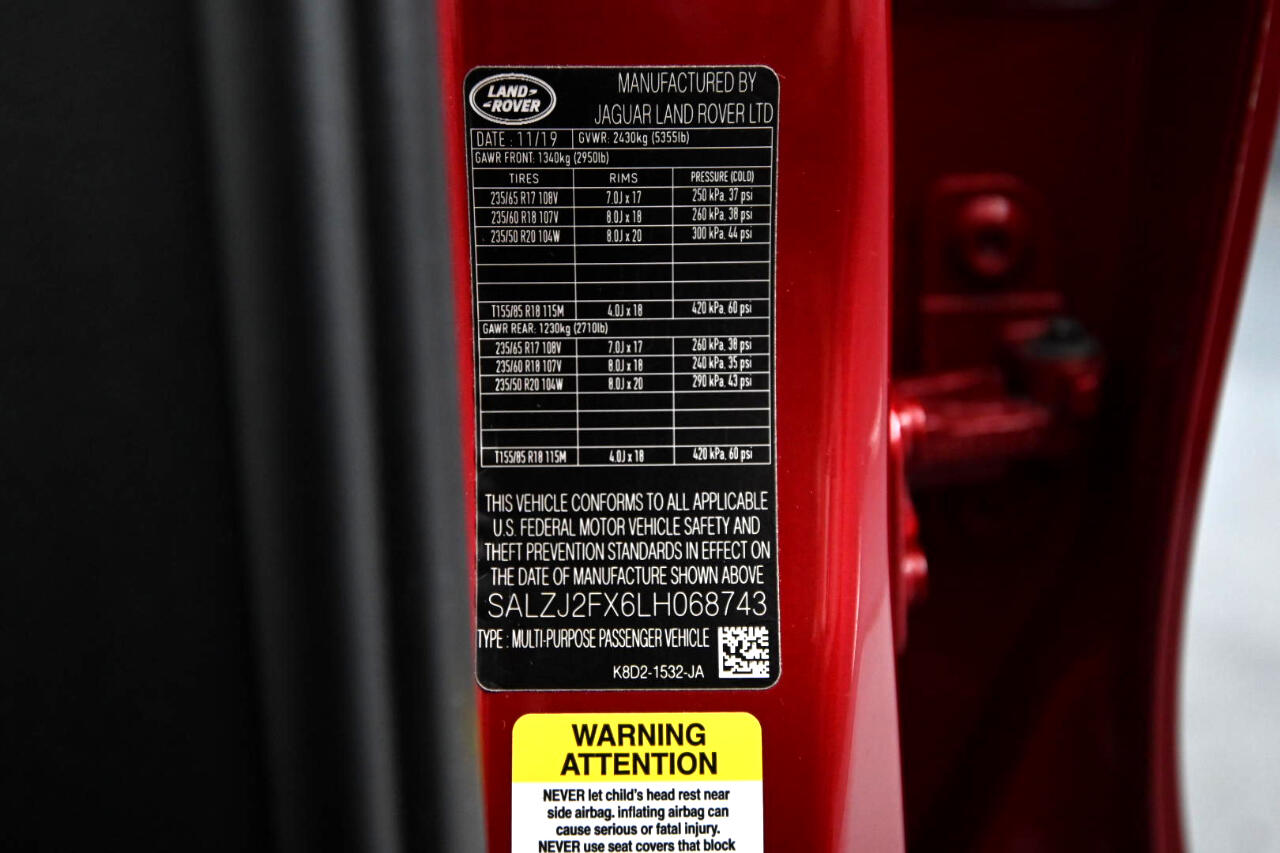 LAND-
-ROVER
MANUFACTURED BY
JAGUAR LAND ROVER LTD
DATE : 11/19 GVWR: 2430kg (5355lb)
GAWR FRONT: 1340kg (2950lb)
TIRES RIMS PRESSURE (COLD)
235/65 R17 108V 7.0J x 17 250 kPa, 37 psi
235/60 R18 107V 8.0J x 18 260 kPa, 38 psi
235/50 R20 104W 8.0J x 20 300 kPa, 44 psi
T155/85 R18 115M 4.0J x 18 420 kPa, 60 psi
GAWR REAR: 1230kg (2710lb)
235/65 R17 108V 7.0J x 17 260 kPa, 38 psi
235/60 R18 107V 8.0J x 18 240 kPa, 35 psi
235/50 R20 104W 8.0J x 20 290 kPa, 43 psi
T155/85 R18 115M 4.0J x 18 420 kPa, 60 psi
THIS VEHICLE CONFORMS TO ALL APPLICABLE
U.S. FEDERAL MOTOR VEHICLE SAFETY AND
THEFT PREVENTION STANDARDS IN EFFECT ON
THE DATE OF MANUFACTURE SHOWN ABOVE
SALZJ2FX6LH068743
TYPE : MULTI-PURPOSE PASSENGER VEHICLE
K8D2-1532-JA
WARNING
ATTENTION
NEVER let child's head rest near
side airbag. inflating airbag can
cause serious or fatal injury.
NEVER use seat covers that block